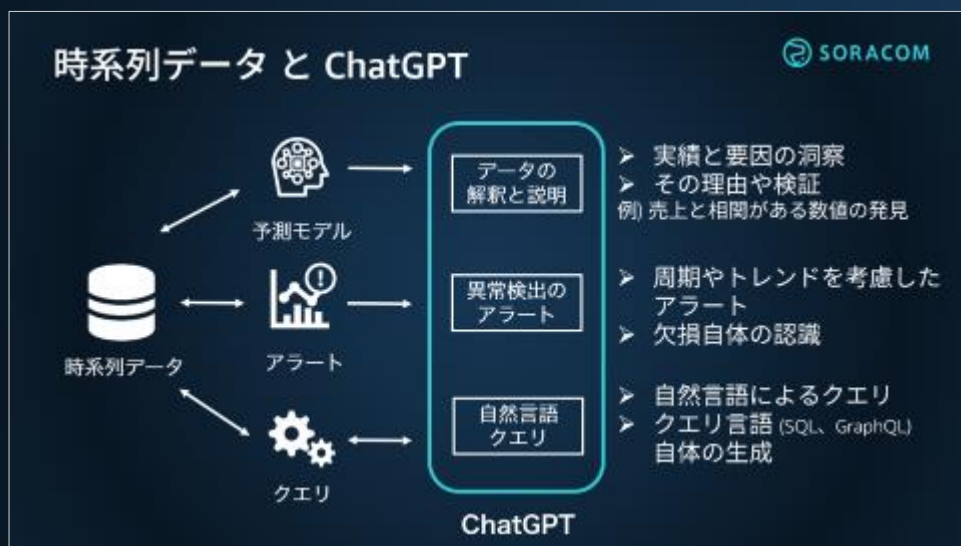 時系列データ と ChatGPT
SORACOM
予測モデル
時系列データ
アラート
クエリ
データの
解釈と説明
異常検出の
アラート
自然言語
クエリ
ChatGPT
➤ 実績と要因の洞察
➤ その理由や検証
例) 売上と相関がある数値の発見
➤ 周期やトレンドを考慮した
アラート
➤ 欠損自体の認識
➤ 自然言語によるクエリ
➤ クエリ言語 (SQL、GraphQL)
自体の生成